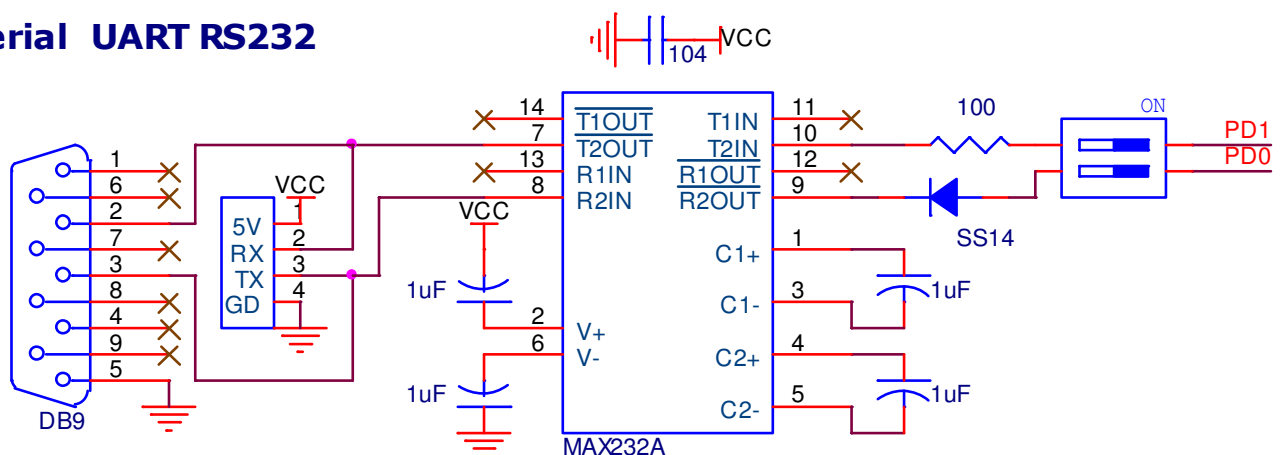 erial UART RS232
104 VCC
DB9
1
6
2
7
3
8
4
9
5
VCC
5V 1
RX 2
TX 3
GD 4
VCC
1uF
1uF
14 T1OUT T1IN 11
7 T2OUT T2IN 10
13 R1IN R1OUT 12
8 R2IN R2OUT 9
C1+ 1
C1- 3
2 V+
6 V- C2+ 4
C2- 5
MAX232A
1uF
1uF
100
SS14
ON
PD1
PD0